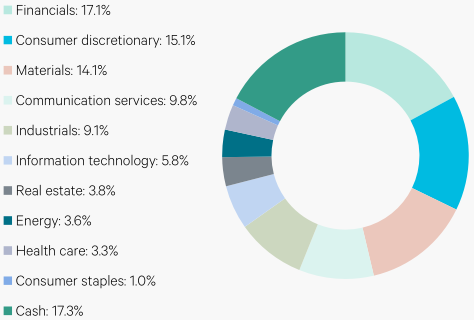 Financials: 17.1%
Consumer discretionary: 15.1%
Materials: 14.1%
Communication services: 9.8%
Industrials: 9.1%
Information technology: 5.8%
Real estate: 3.8%
Energy: 3.6%
Health care: 3.3%
Consumer staples: 1.0%
Cash: 17.3%